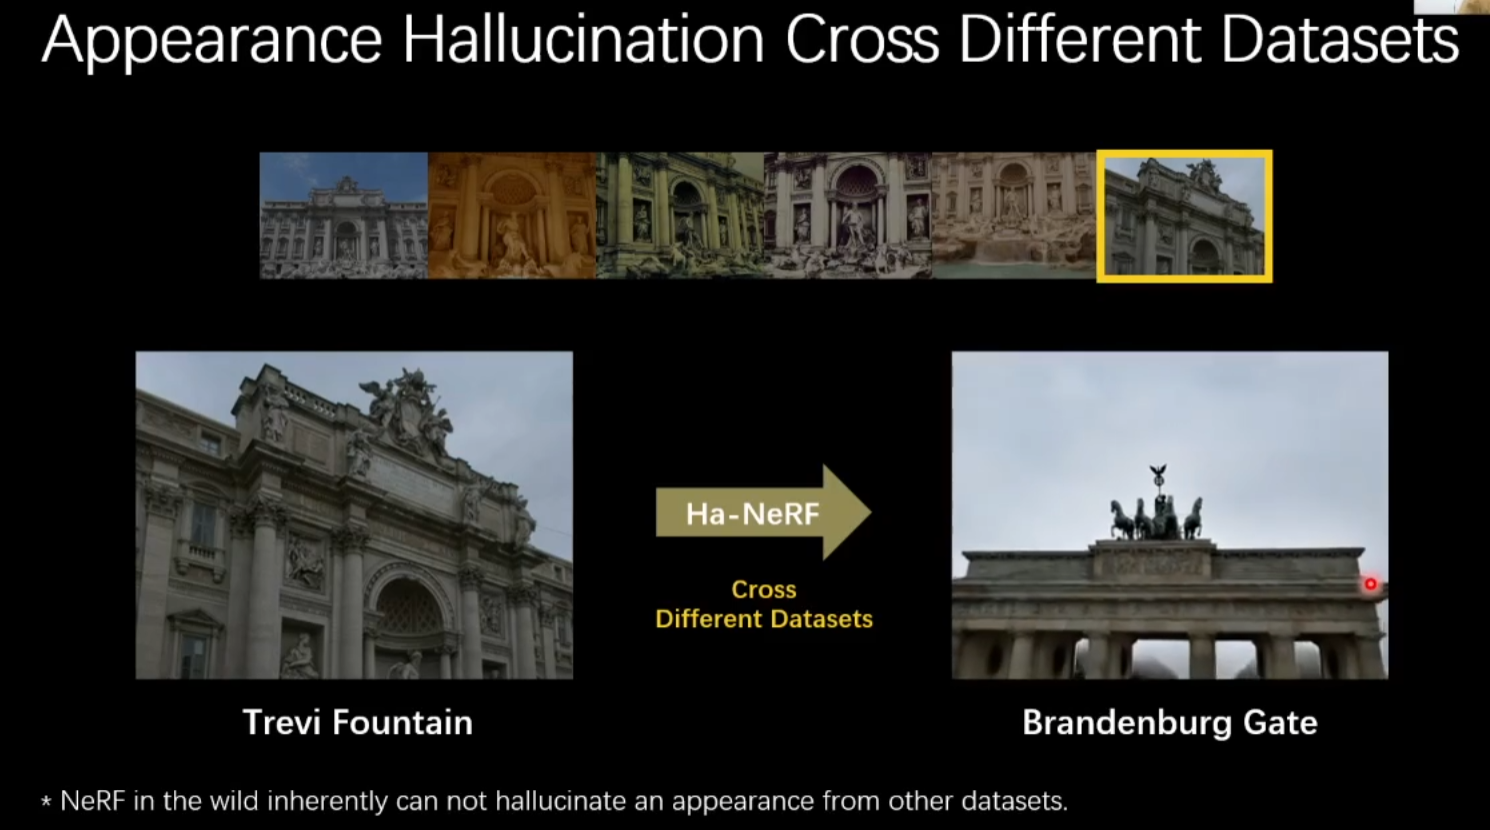 Appearance Hallucination Cross Different Datasets
Ha-NeRF
Cross
Different Datasets
Trevi Fountain
Brandenburg Gate
* NeRF in the wild inherently can not hallucinate an appearance from other datasets.